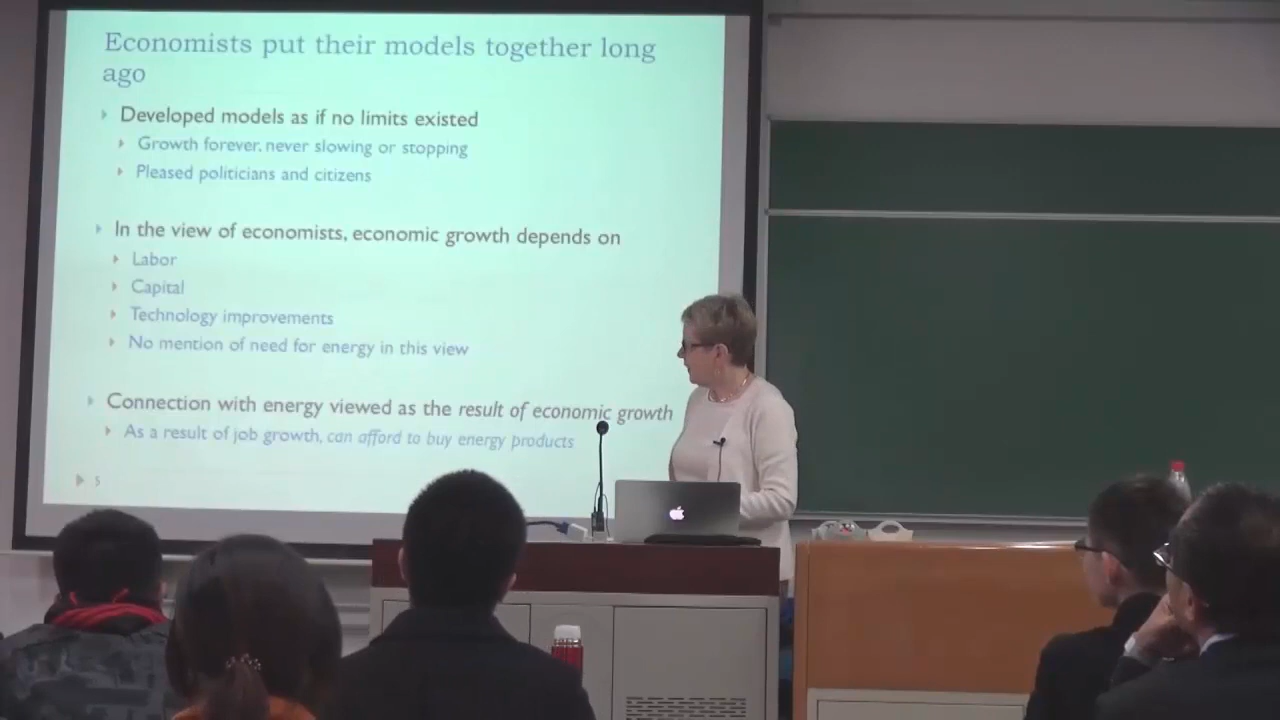 Economists put their models together long
ago
Developed models as if no limits existed
Growth forever, never slowing or stopping
Pleased politicians and citizens
In the view of economists, economic growth depends on
Labor
Capital
Technology improvements
No mention of need for energy in this view
Connection with energy viewed as the result of economic growth
As a result of job growth, can afford to buy energy products
5